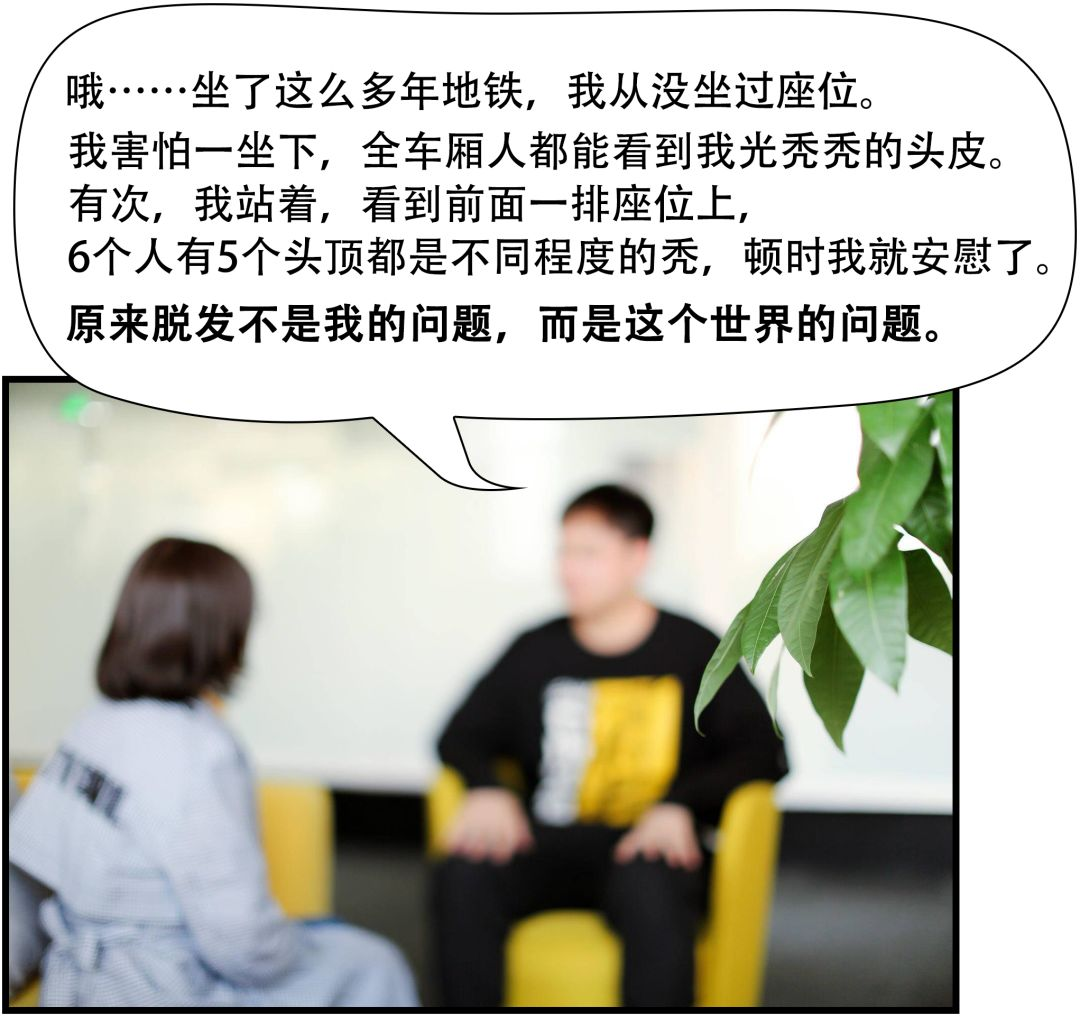 哦……坐了这么多年地铁，我从没坐过座位。
我害怕一坐下，全车厢人都能看到我光秃秃的头皮。
有次，我站着，看到前面一排座位上，
6个人有5个头顶都是不同程度的秃，顿时我就安慰了。
原来脱发不是我的问题，而是这个世界的问题。